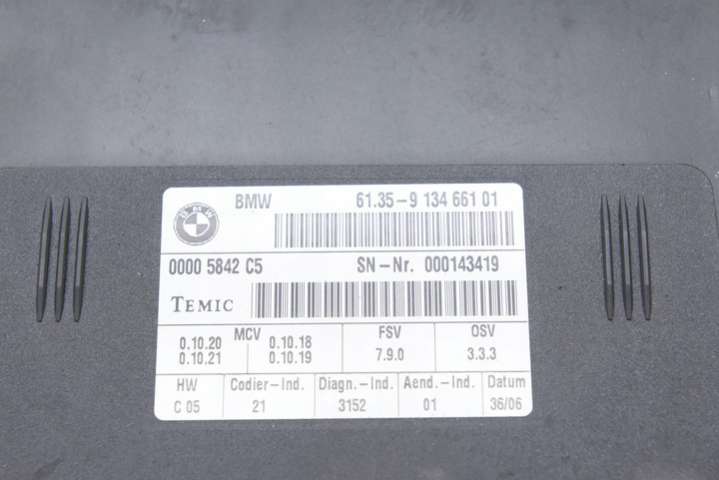 BMW 61.35-9 134 661 01
BMW
0000 5842 C5 SN-Nr. 000143419
TEMIC
MCV FSV OSV
0.10.20 0.10.18
0.10.21 0.10.19 7.9.0 3.3.3
HW Codier-Ind. Diagn.-Ind. Aend.-Ind. Datum
C 05 21 3152 01 36/06